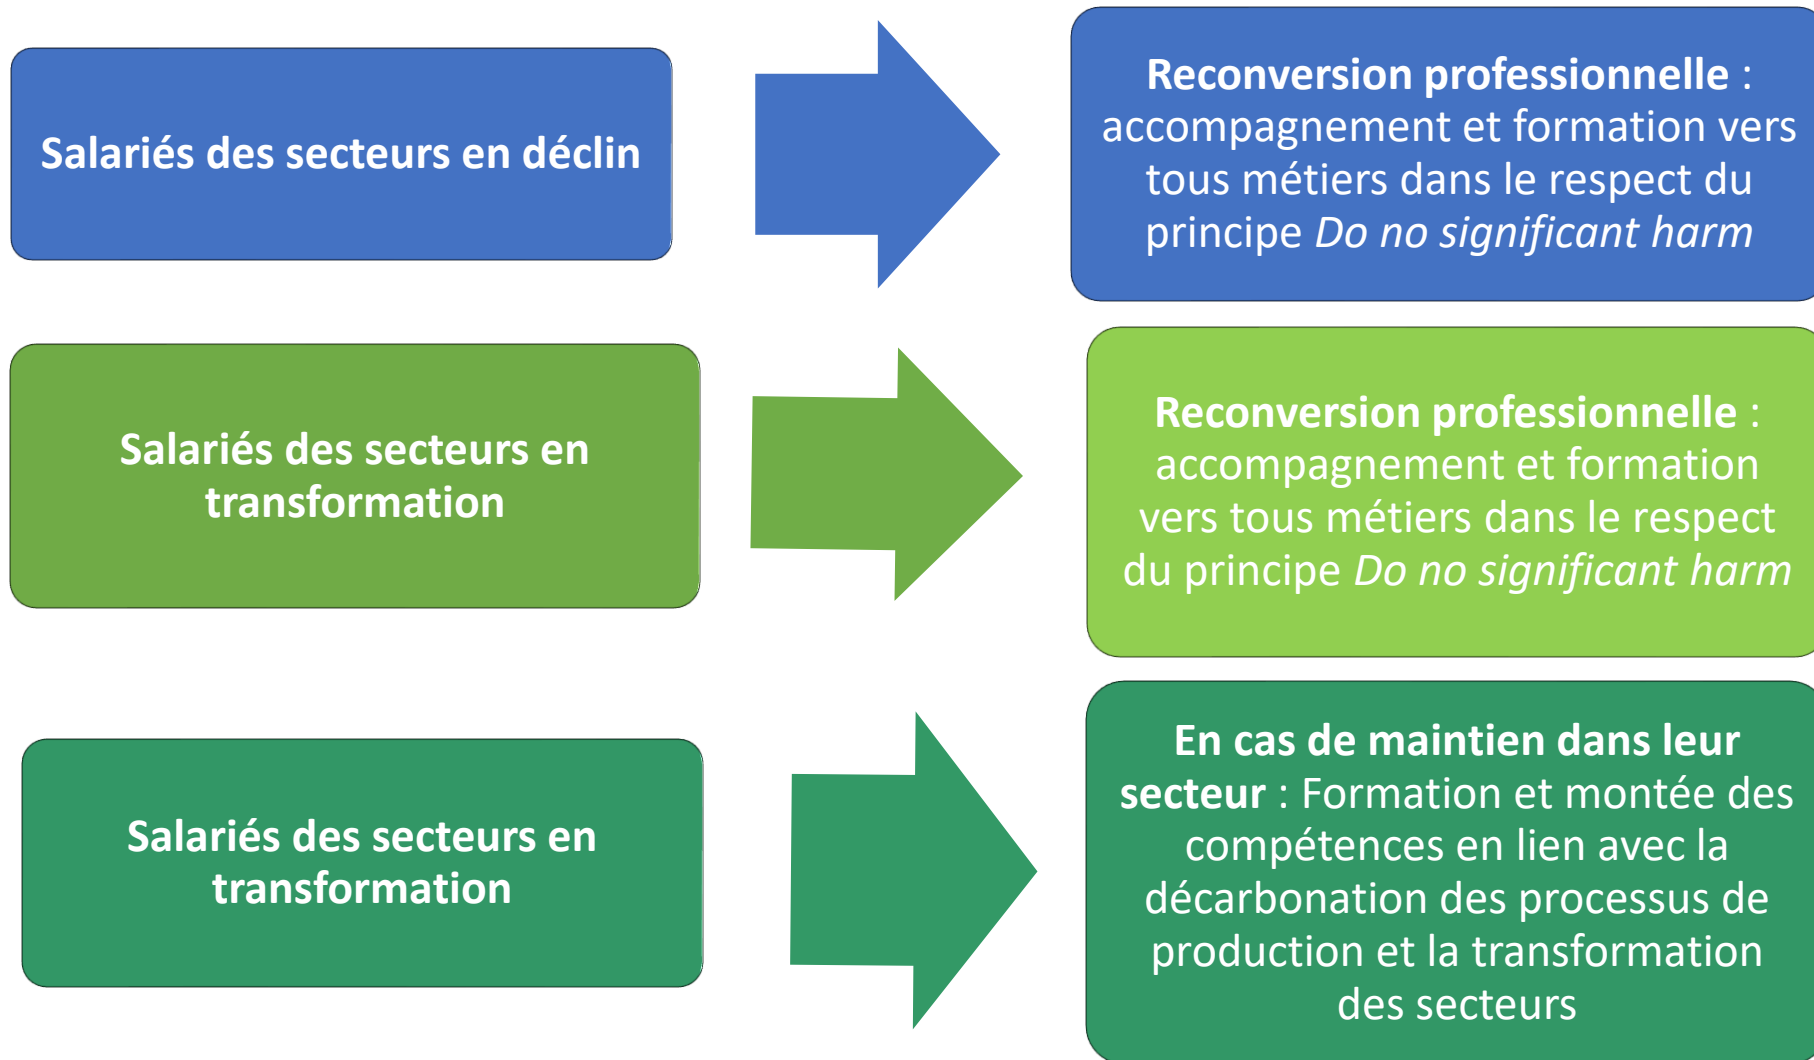 Salariés des secteurs en déclin
Reconversion professionnelle :
accompagnement et formation vers
tous métiers dans le respect du
principe Do no significant harm
Salariés des secteurs en
transformation
Reconversion professionnelle :
accompagnement et formation
vers tous métiers dans le respect
du principe Do no significant harm
Salariés des secteurs en
transformation
En cas de maintien dans leur
secteur : Formation et montée des
compétences en lien avec la
décarbonation des processus de
production et la transformation
des secteurs